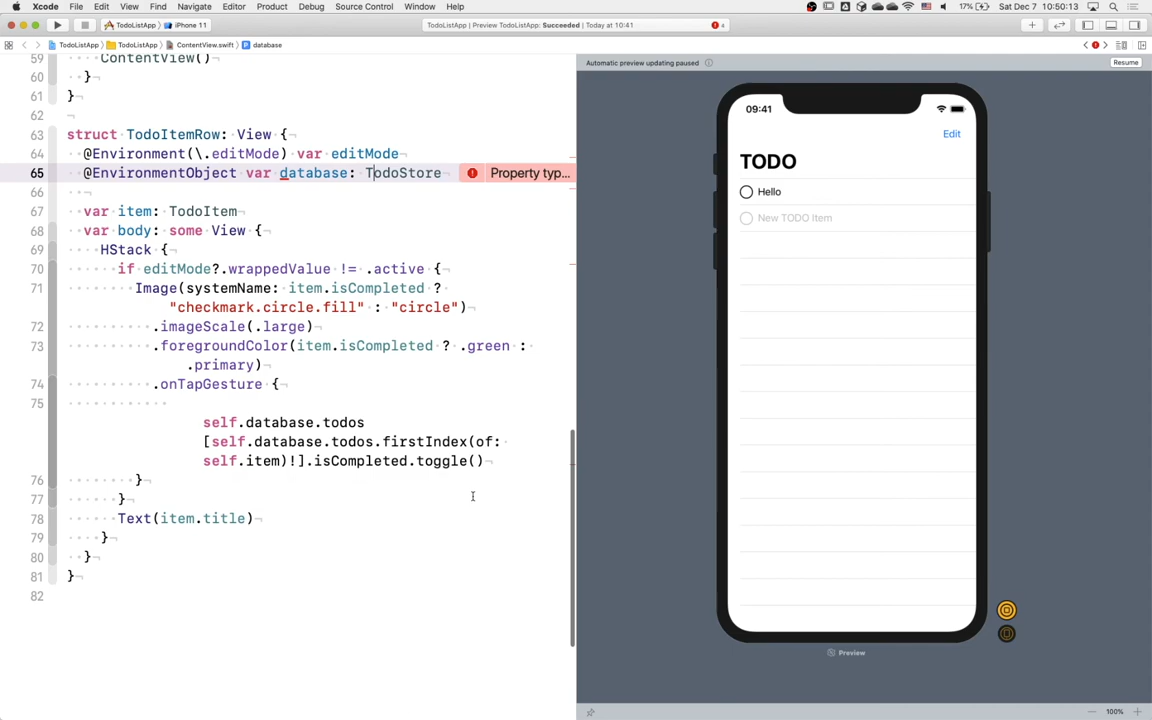 Xcode File Edit View Find Navigate Editor Product Debug Source Control Window Help 17% Sat Dec 7 10:50:13
TodoListApp iPhone 11 TodoListApp | Preview TodoListApp: Succeeded | Today at 10:41 4
TodoListApp TodoListApp ContentView.swift database
Automatic preview updating paused Resume
59 ContentView()
60 }
61 }
62
63 struct TodoItemRow: View {
64 @Environment(\.editMode) var editMode
65 @EnvironmentObject var database: TodoStore Property typ...
66
67 var item: TodoItem
68 var body: some View {
69 HStack {
70 if editMode?.wrappedValue != .active {
71 Image(systemName: item.isCompleted ?
"checkmark.circle.fill" : "circle")
72 .imageScale(.large)
73 .foregroundColor(item.isCompleted ? .green :
.primary)
74 .onTapGesture {
75
self.database.todos
[self.database.todos.firstIndex(of:
self.item)!].isCompleted.toggle()
76 }
77 }
78 Text(item.title)
79 }
80 }
81 }
82
09:41
Edit
TODO
Hello
New TODO Item
Preview
100%